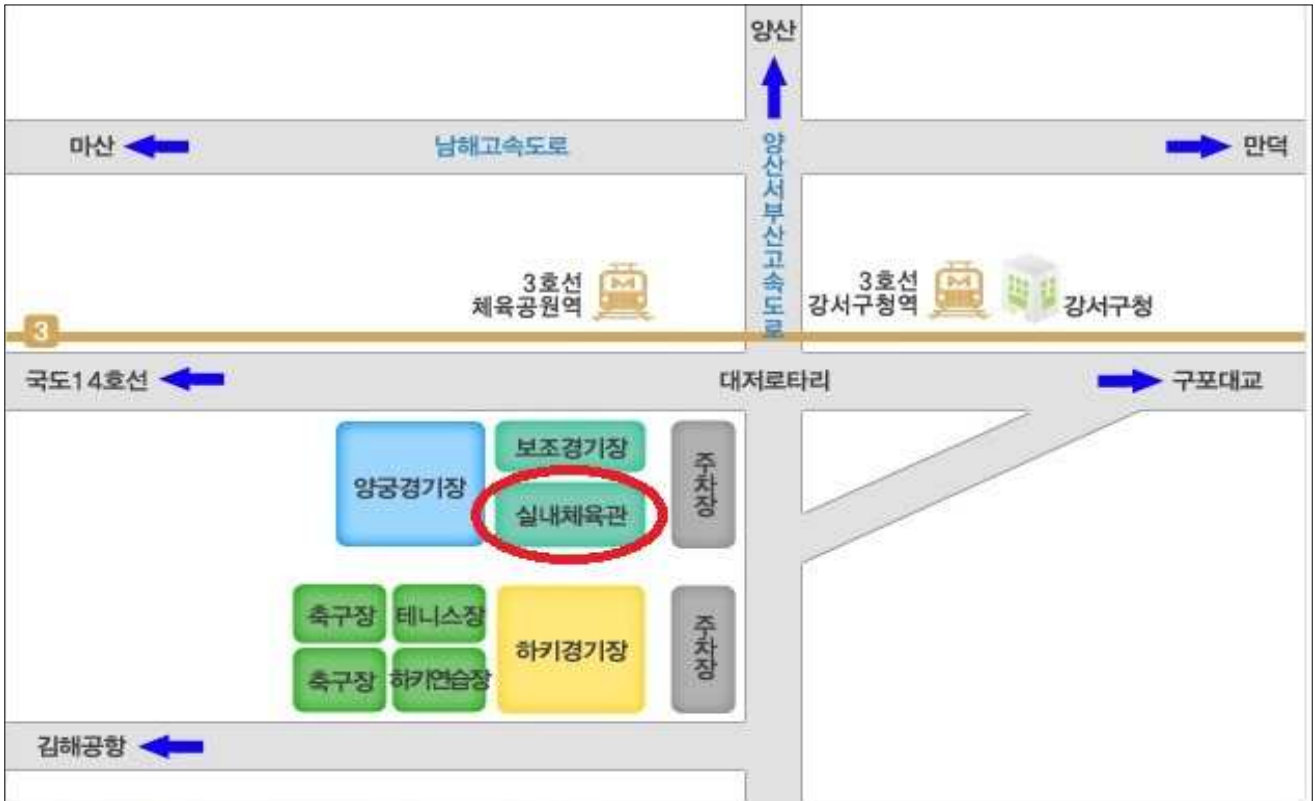 양산
마산
남해고속도로
양산서부산고속도로
만덕
3호선
체육공원역
3호선
강서구청역
강서구청
3
국도14호선
대저로타리
구포대교
양궁경기장
보조경기장
실내체육관
주차장
축구장
테니스장
축구장
하키연습장
하키경기장
주차장
김해공항